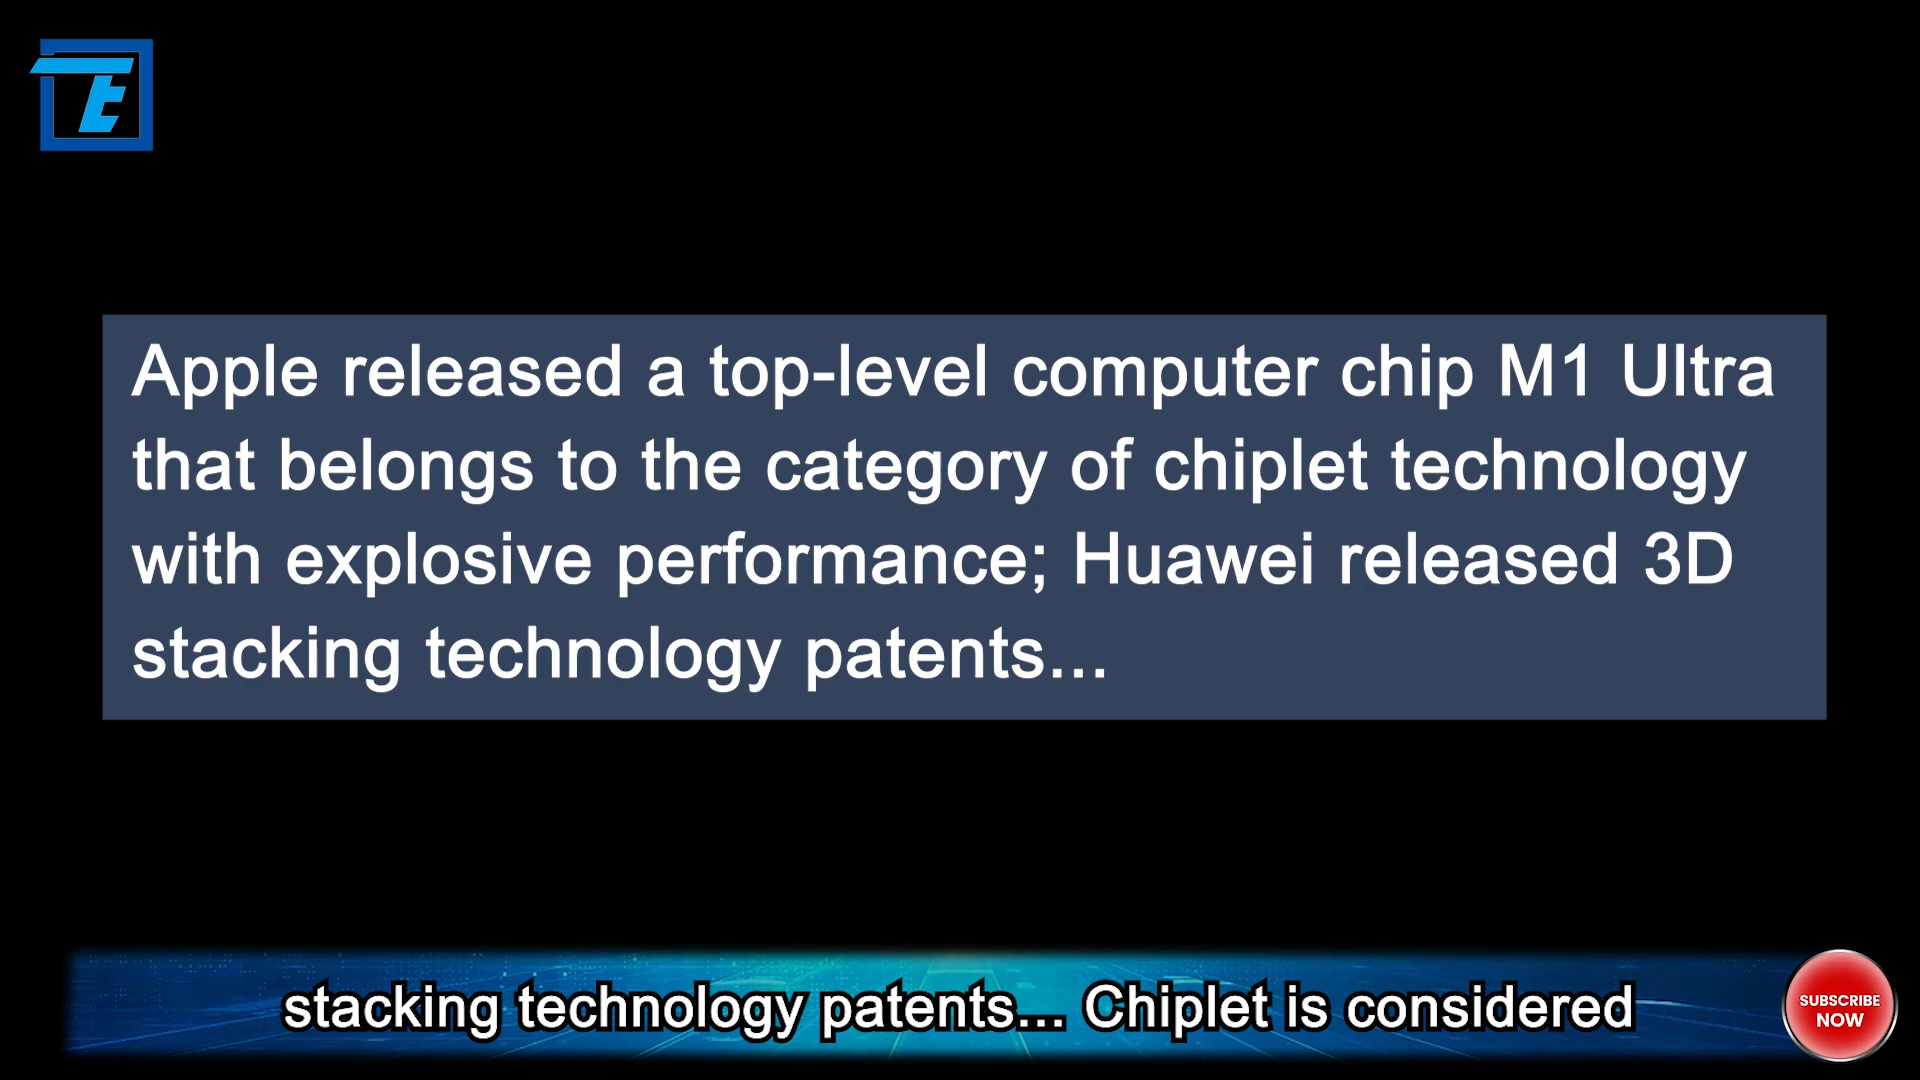 TE
Apple released a top-level computer chip M1 Ultra
that belongs to the category of chiplet technology
with explosive performance; Huawei released 3D
stacking technology patents...
stacking technology patents... Chiplet is considered
SUBSCRIBE
NOW